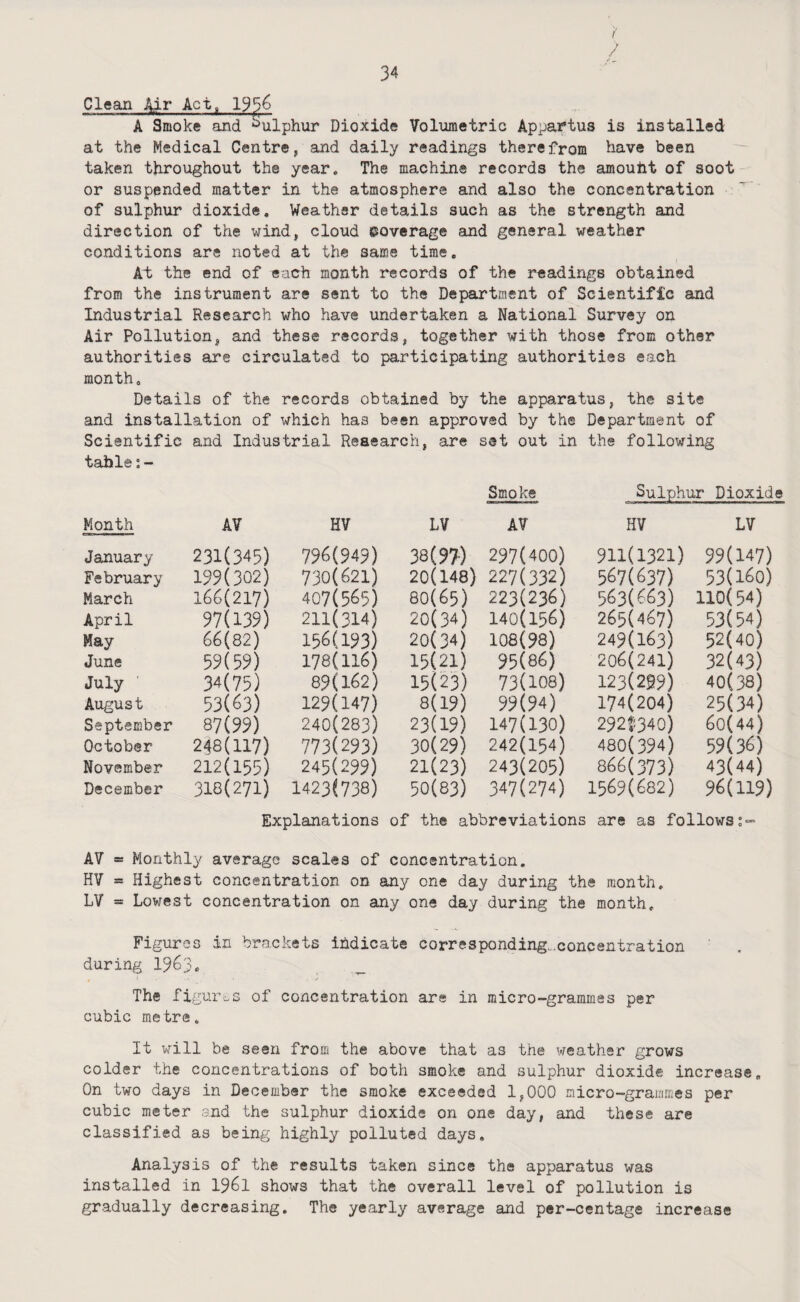 34
Clean Air Act, 1956
A Smoke and Sulphur Dioxide Volumetric Appartus is installed
at the Medical Centre, and daily readings therefrom have been
taken throughout the year. The machine records the amount of soot
or suspended matter in the atmosphere and also the concentration
of sulphur dioxide. Weather details such as the strength and
direction of the wind, cloud coverage and general weather
conditions are noted at the same time.
At the end of each month records of the readings obtained
from the instrument are sent to the Department of Scientific and
Industrial Research who have undertaken a National Survey on
Air Pollution, and these records, together with those from other
authorities are circulated to participating authorities each
month.
Details of the records obtained by the apparatus, the site
and installation of which has been approved by the Department of
Scientific and Industrial Research, are set out in the following
table:-
Smoke Sulphur Dioxide
Month AV HV LV AV HV LV
January 231(345) 796(949) 38(97) 297(400) 911(1321) 99(147)
February 199(302) 730(621) 20(148) 227(332) 567(637) 53(160)
March 166(217) 407(565) 80(65) 223(236) 563(663) 110(54)
April 97(139) 211(314) 20(34) 140(156) 265(467) 53(54)
May 66(82) 156(193) 20(34) 108(98) 249(163) 52(40)
June 59(59) 178(116) 15(21) 95(86) 206(241) 32(43)
July 34(75) 89(162) 15(23) 73(108) 123(299) 40(38)
August 53(63) 129(147) 8(19) 99(94) 174(204) 25(34)
September 87(99) 240(283) 23(19) 147(130) 292(340) 60(44)
October 248(117) 773(293) 30(29) 242(154) 480(394) 59(36)
November 212(155) 245(299) 21(23) 243(205) 866(373) 43(44)
December 318(271) 1423(738) 50(83) 347(274) 1569(682) 96(119)
Explanations of the abbreviations are as follows:-
AV = Monthly average scales of concentration.
HV = Highest concentration on any one day during the month.
LV = Lowest concentration on any one day during the month.
Figures in brackets indicate corresponding concentration
during 1963.
The figures of concentration are in micro-grammes per
cubic metre.
It will be seen from the above that as the weather grows
colder the concentrations of both smoke and sulphur dioxide increase.
On two days in December the smoke exceeded 1,000 micro-grammes per
cubic meter and the sulphur dioxide on one day, and these are
classified as being highly polluted days.
Analysis of the results taken since the apparatus was
installed in 1961 shows that the overall level of pollution is
gradually decreasing. The yearly average and per-centage increase